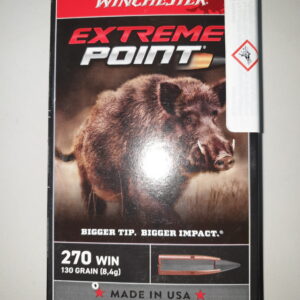 WINCHESTER
EXTREME
POINT®
BIGGER TIP. BIGGER IMPACT.®
270 WIN
130 GRAIN (8,4g)
★ MADE IN USA ★